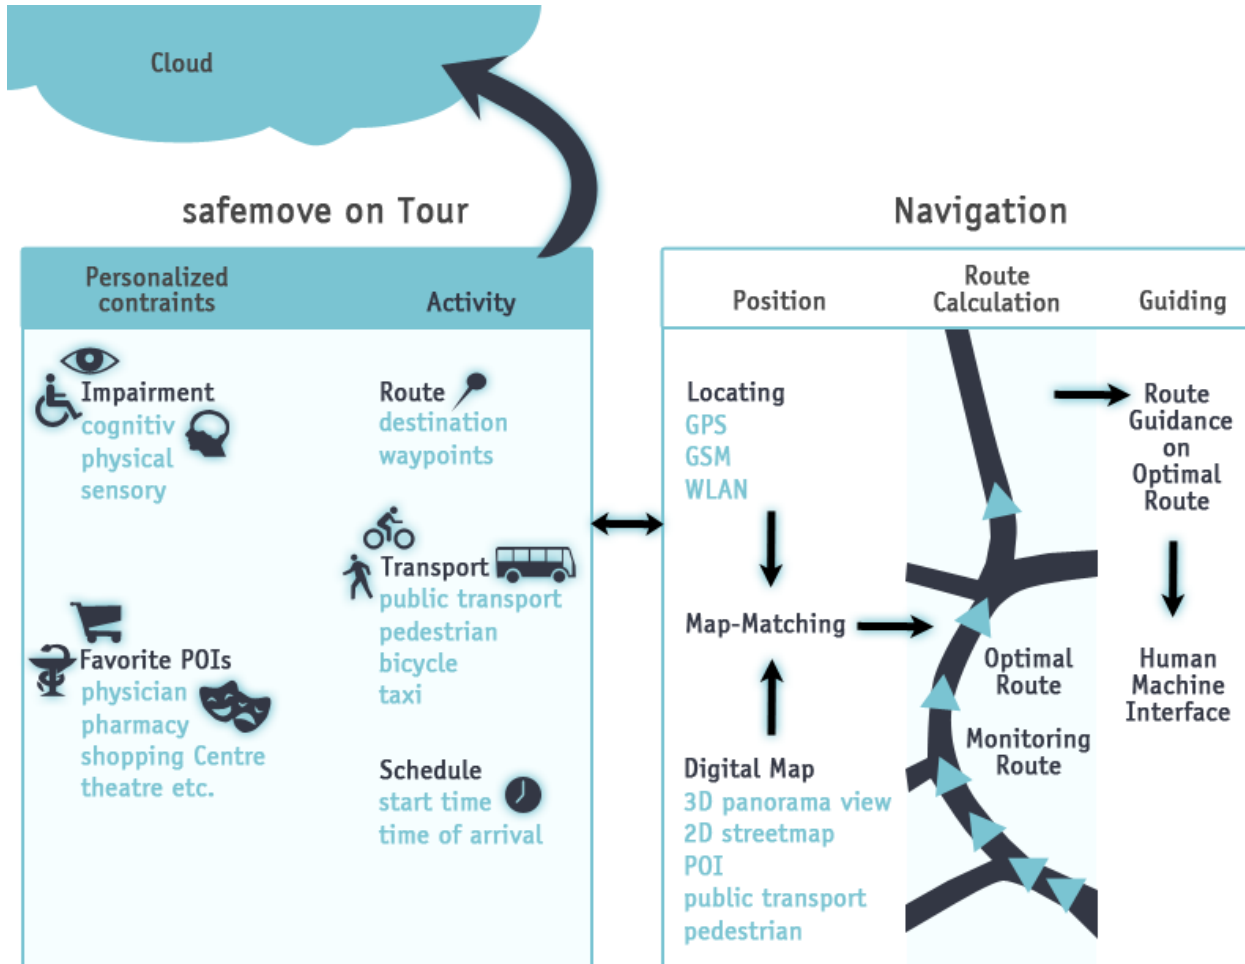 Cloud
safemove on Tour
Personalized
contraints
Activity
Impairment
cognitiv
physical
sensory
Favorite POIs
physician
pharmacy
shopping Centre
theatre etc.
Route
destination
waypoints
Transport
public transport
pedestrian
bicycle
taxi
Schedule
start time
time of arrival
Navigation
Position
Route
Calculation
Guiding
Locating
GPS
GSM
WLAN
Map-Matching
Digital Map
3D panorama view
2D streetmap
POI
public transport
pedestrian
Optimal
Route
Monitoring
Route
Route
Guidance
on
Optimal
Route
Human
Machine
Interface